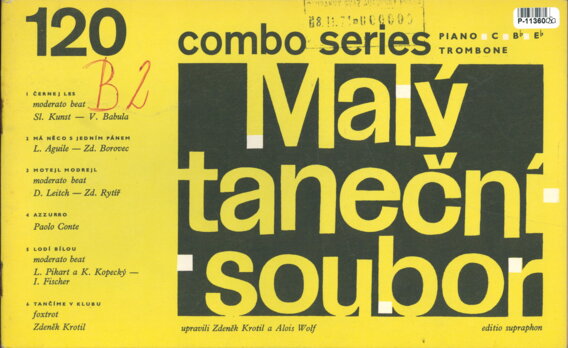 120
B2
combo series
PIANO C B♭ E♭
TROMBONE
P-1136000
Malý
taneční
soubor
1 ČERNEJ LES
moderato beat
Sl. Kunst — V. Babula
2 MÁ NĚCO S JEDNÍM PÁNEM
L. Aguile — Zd. Borovec
3 MOTEJL MODREJL
moderato beat
D. Leitch — Zd. Rytíř
4 AZZURRO
Paolo Conte
5 LODÍ BÍLOU
moderato beat
L. Pikart a K. Kopecký —
I. Fischer
6 TANČÍME V KLUBU
foxtrot
Zdeněk Krotil
upravili Zdeněk Krotil a Alois Wolf
editio supraphon